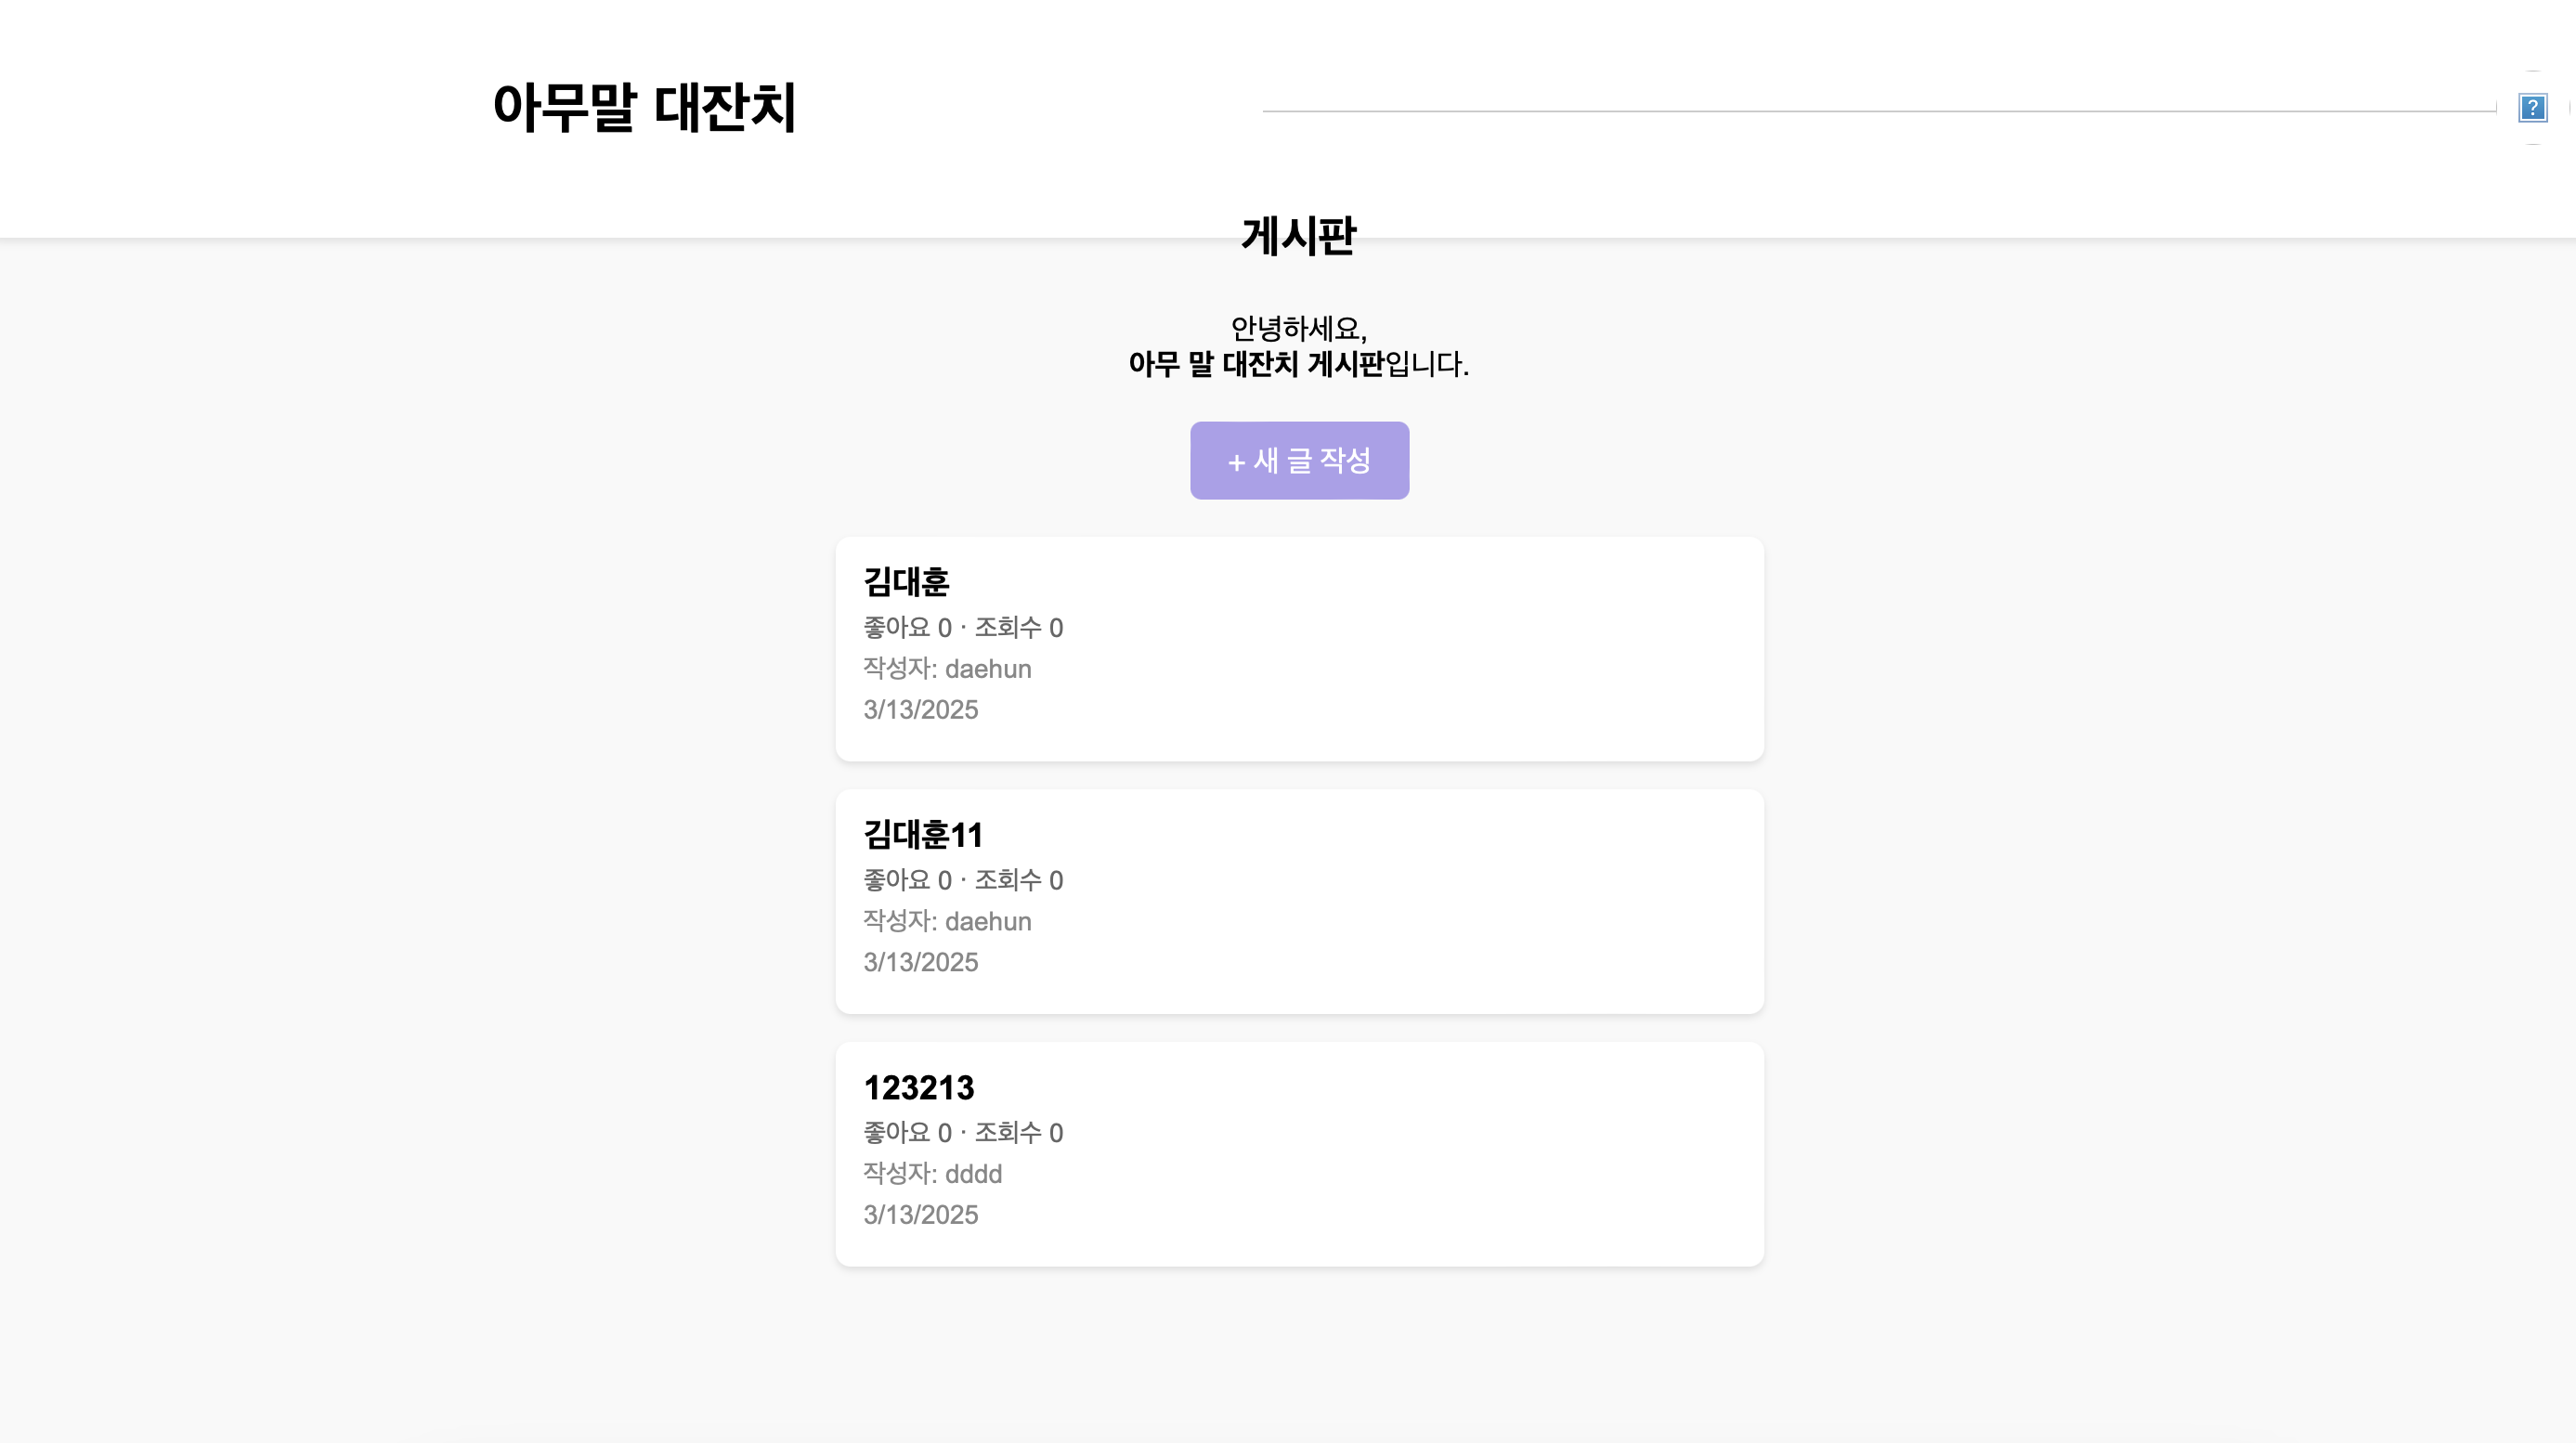 아무말 대잔치
?
게시판
안녕하세요,
아무 말 대잔치 게시판입니다.
+ 새 글 작성
김대훈
좋아요 0 · 조회수 0
작성자: daehun
3/13/2025
김대훈11
좋아요 0 · 조회수 0
작성자: daehun
3/13/2025
123213
좋아요 0 · 조회수 0
작성자: dddd
3/13/2025